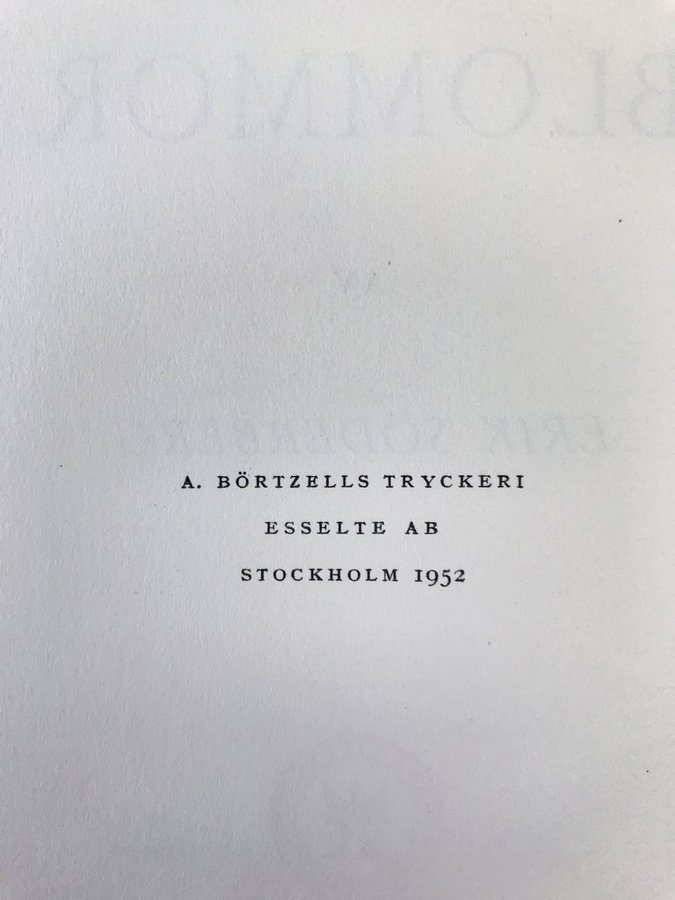 A. BÖRTZELLS TRYCKERI
ESSELTE AB
STOCKHOLM 1952